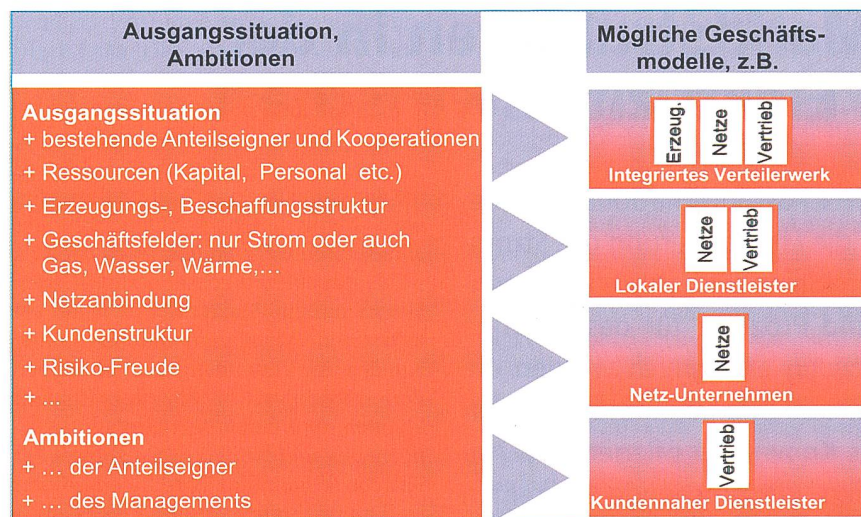 Ausgangssituation,
Ambitionen
Mögliche Geschäfts-
modelle, z.B.
Ausgangssituation
+ bestehende Anteilseigner und Kooperationen
+ Ressourcen (Kapital, Personal etc.)
+ Erzeugungs-, Beschaffungsstruktur
+ Geschäftsfelder: nur Strom oder auch
Gas, Wasser, Wärme,…
+ Netzanbindung
+ Kundenstruktur
+ Risiko-Freude
+ ...
Ambitionen
+ … der Anteilseigner
+ … des Managements
Erzeug.
Netze
Vertrieb
Integriertes Verteilerwerk
Netze
Vertrieb
Lokaler Dienstleister
Netze
Netz-Unternehmen
Vertrieb
Kundennaher Dienstleister